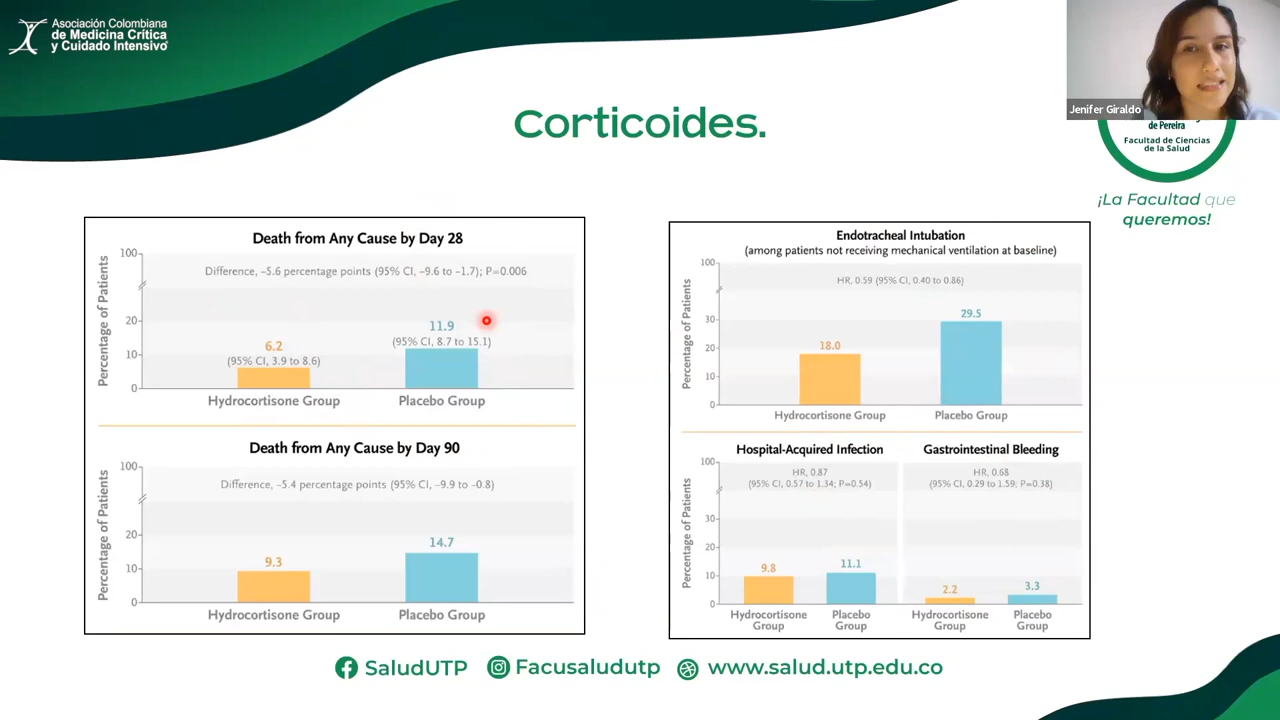 Asociación Colombiana
de Medicina Crítica
y Cuidado Intensivo
Jenifer Giraldo
de Pereira
Facultad de Ciencias
de la Salud
¡La Facultad que
queremos!
Corticoides.
Death from Any Cause by Day 28
Percentage of Patients
100
20
10
0
Difference, –5.6 percentage points (95% CI, –9.6 to –1.7); P=0.006
6.2
(95% CI, 3.9 to 8.6)
11.9
(95% CI, 8.7 to 15.1)
Hydrocortisone Group
Placebo Group
Death from Any Cause by Day 90
Percentage of Patients
100
20
10
0
Difference, –5.4 percentage points (95% CI, –9.9 to –0.8)
9.3
14.7
Hydrocortisone Group
Placebo Group
Endotracheal Intubation
(among patients not receiving mechanical ventilation at baseline)
Percentage of Patients
100
30
20
10
0
HR, 0.59 (95% CI, 0.40 to 0.86)
18.0
29.5
Hydrocortisone Group
Placebo Group
Hospital-Acquired Infection
Percentage of Patients
100
30
20
10
0
HR, 0.87
(95% CI, 0.57 to 1.34; P=0.54)
9.8
11.1
Hydrocortisone
Group
Placebo
Group
Gastrointestinal Bleeding
HR, 0.68
(95% CI, 0.29 to 1.59; P=0.38)
2.2
3.3
Hydrocortisone
Group
Placebo
Group
SaludUTP
Facusaludutp
www.salud.utp.edu.co